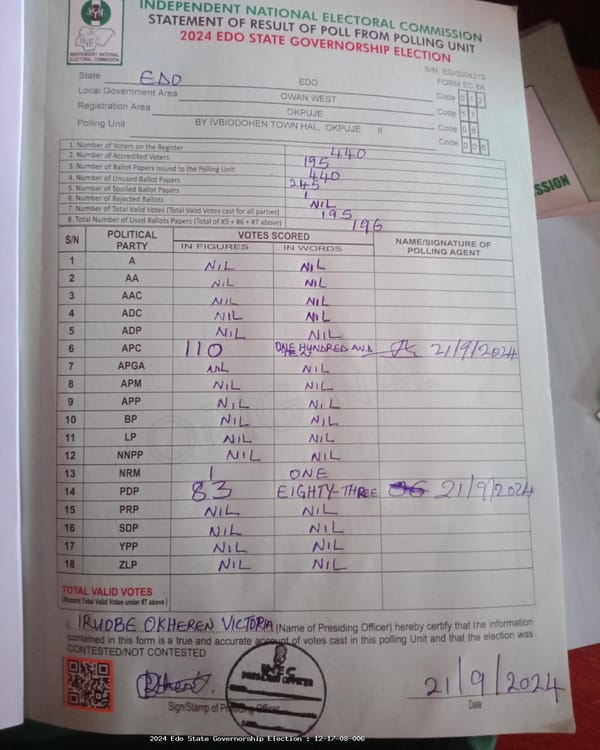 INDEPENDENT NATIONAL ELECTORAL COMMISSION
STATEMENT OF RESULT OF POLL FROM POLLING UNIT
2024 EDO STATE GOVERNORSHIP ELECTION
INEC
INDEPENDENT NATIONAL
ELECTORAL COMMISSION
S/N: EG/0004312
FORM EC 8A
State EDO EDO
Local Government Area OWAN WEST Code 0 1 2
Registration Area OKPUJE Code 1 7
Polling Unit BY IVBIODOHEN TOWN HAL, OKPUJE II Code 0 8
Code 0 0 6
1. Number of Voters on the Register 440
2. Number of Accredited Voters 195
3. Number of Ballot Papers Issued to the Polling Unit 440
4. Number of Unused Ballot Papers 245
5. Number of Spoiled Ballot Papers 1
6. Number of Rejected Ballots NIL
7. Number of Total Valid Votes (Total Valid Votes cast for all parties) 195
8. Total Number of Used Ballots Papers (Total of #5 + #6 + #7 above) 196
S/N POLITICAL PARTY VOTES SCORED NAME/SIGNATURE OF POLLING AGENT
IN FIGURES IN WORDS
1 A NIL NIL
2 AA NIL NIL
3 AAC NIL NIL
4 ADC NIL NIL
5 ADP NIL NIL
6 APC 110 ONE HUNDRED AND TEN 21/9/2024
7 APGA NIL NIL
8 APM NIL NIL
9 APP NIL NIL
10 BP NIL NIL
11 LP NIL NIL
12 NNPP NIL NIL
13 NRM 1 ONE
14 PDP 83 EIGHTY-THREE 21/9/2024
15 PRP NIL NIL
16 SDP NIL NIL
17 YPP NIL NIL
18 ZLP NIL NIL
TOTAL VALID VOTES
(Record Total Valid Votes under #7 above)
I, IRUOBE OKHEREN VICTORIA (Name of Presiding Officer) hereby certify that the information
contained in this form is a true and accurate account of votes cast in this polling Unit and that the election was
CONTESTED/NOT CONTESTED
INEC
PRESIDING OFFICER
21/9/2024
Sign/Stamp of Presiding Officer
Date
SSION
2024 Edo State Governorship Election : 12-17-08-006